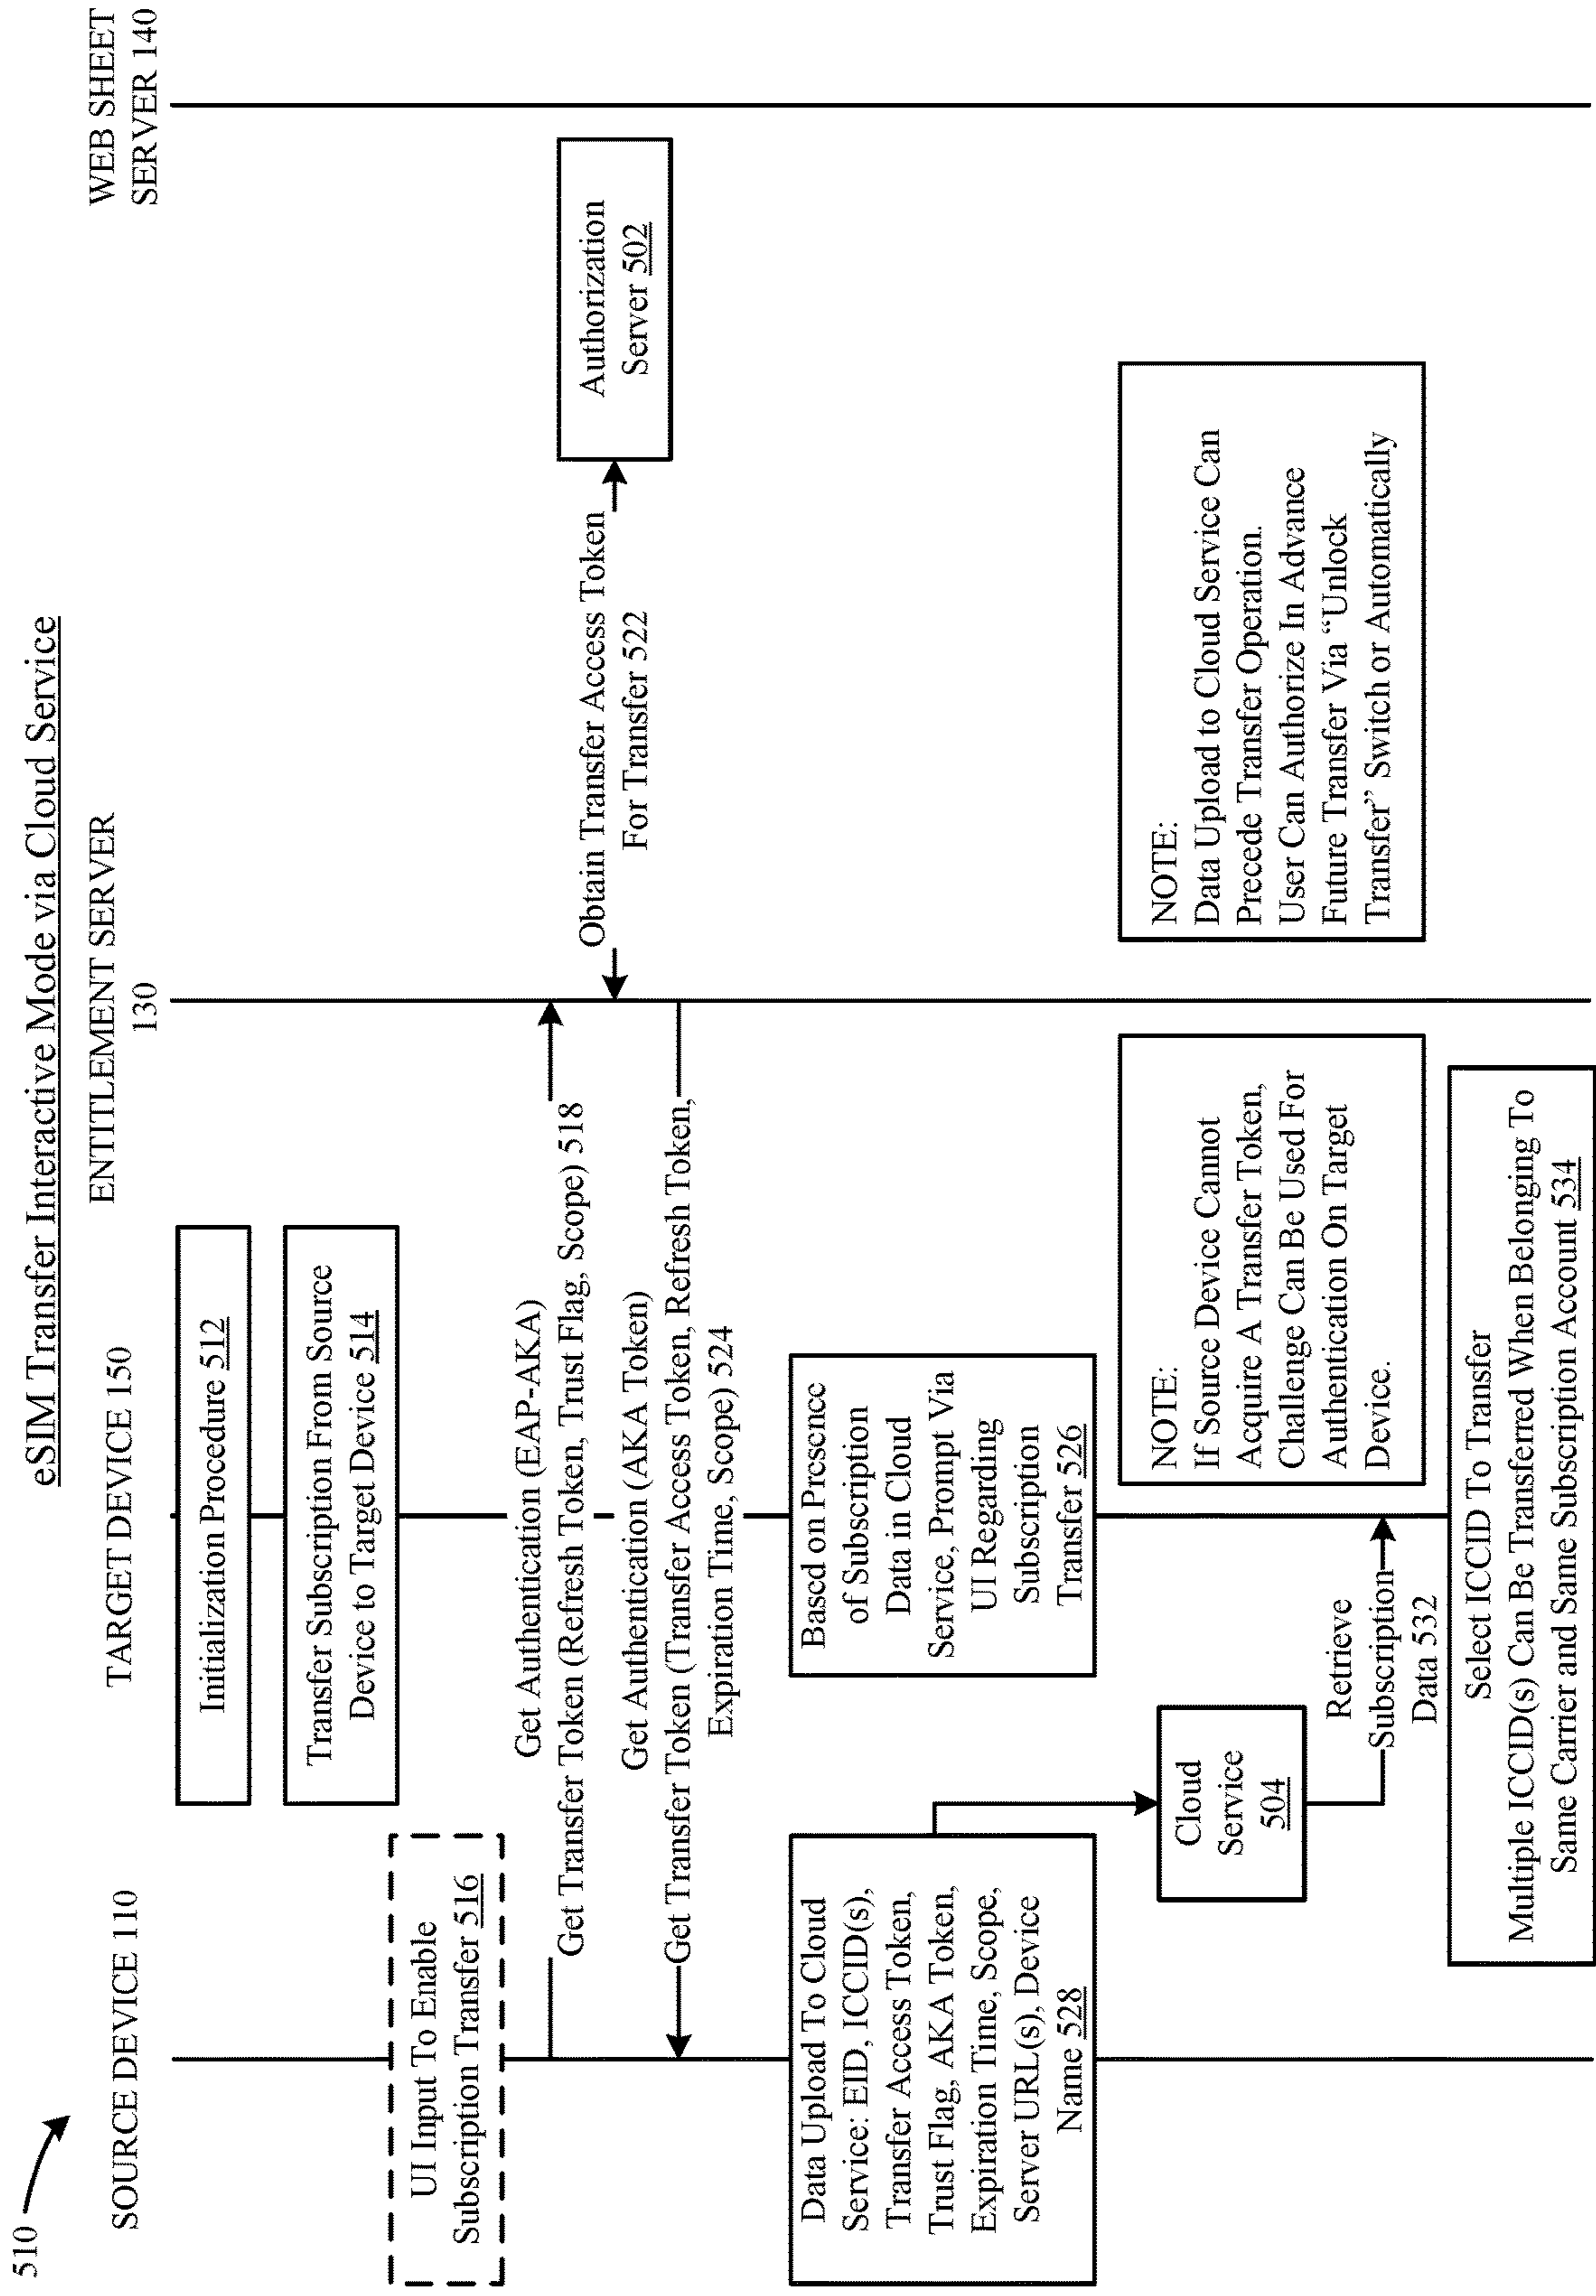 eSIM Transfer Interactive Mode via Cloud Service
510
SOURCE DEVICE 110
TARGET DEVICE 150
ENTITLEMENT SERVER
130
WEB SHEET
SERVER 140
Initialization Procedure 512
Transfer Subscription From Source
Device to Target Device 514
UI Input To Enable
Subscription Transfer 516
Get Authentication (EAP-AKA)
Get Transfer Token (Refresh Token, Trust Flag, Scope) 518
Obtain Transfer Access Token
For Transfer 522
Authorization
Server 502
Get Authentication (AKA Token)
Get Transfer Token (Transfer Access Token, Refresh Token,
Expiration Time, Scope) 524
Based on Presence
of Subscription
Data in Cloud
Service, Prompt Via
UI Regarding
Subscription
Transfer 526
Data Upload To Cloud
Service: EID, ICCID(s),
Transfer Access Token,
Trust Flag, AKA Token,
Expiration Time, Scope,
Server URL(s), Device
Name 528
Cloud
Service
504
Retrieve
Subscription
Data 532
NOTE:
If Source Device Cannot
Acquire A Transfer Token,
Challenge Can Be Used For
Authentication On Target
Device.
NOTE:
Data Upload to Cloud Service Can
Precede Transfer Operation.
User Can Authorize In Advance
Future Transfer Via “Unlock
Transfer” Switch or Automatically
Select ICCID To Transfer
Multiple ICCID(s) Can Be Transferred When Belonging To
Same Carrier and Same Subscription Account 534